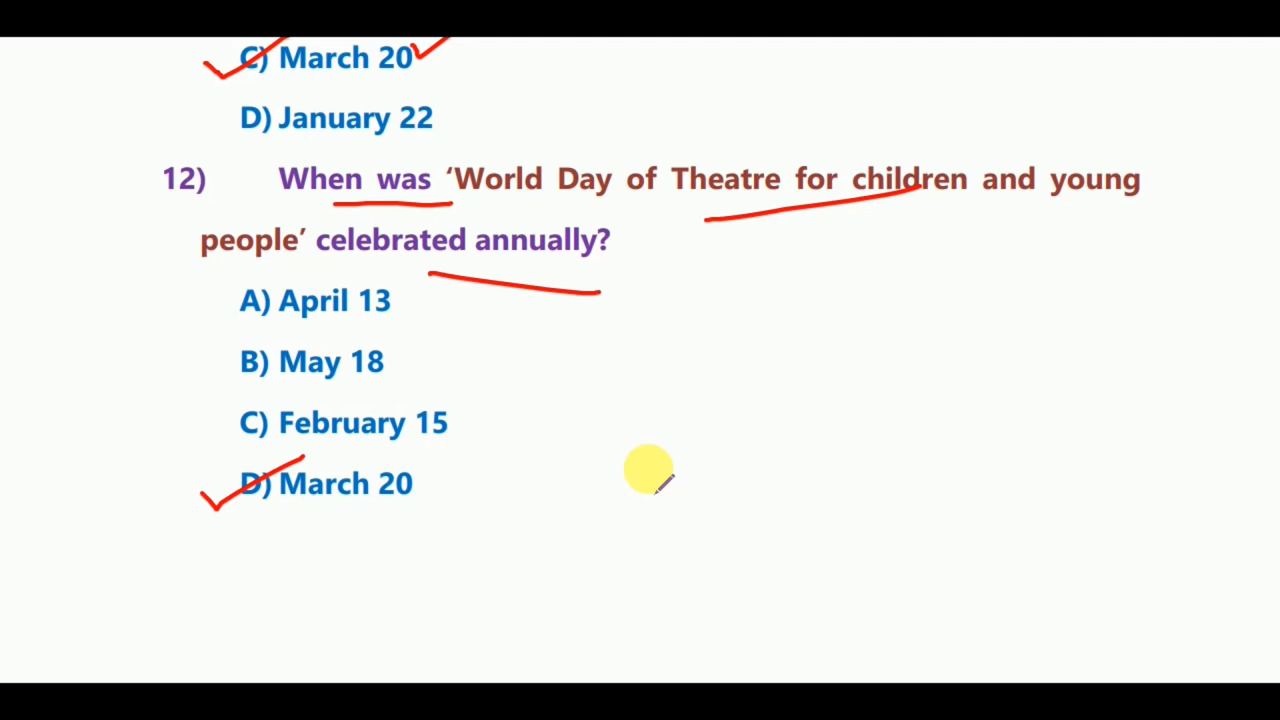 C) March 20
D) January 22
12) When was ‘World Day of Theatre for children and young
people’ celebrated annually?
A) April 13
B) May 18
C) February 15
D) March 20